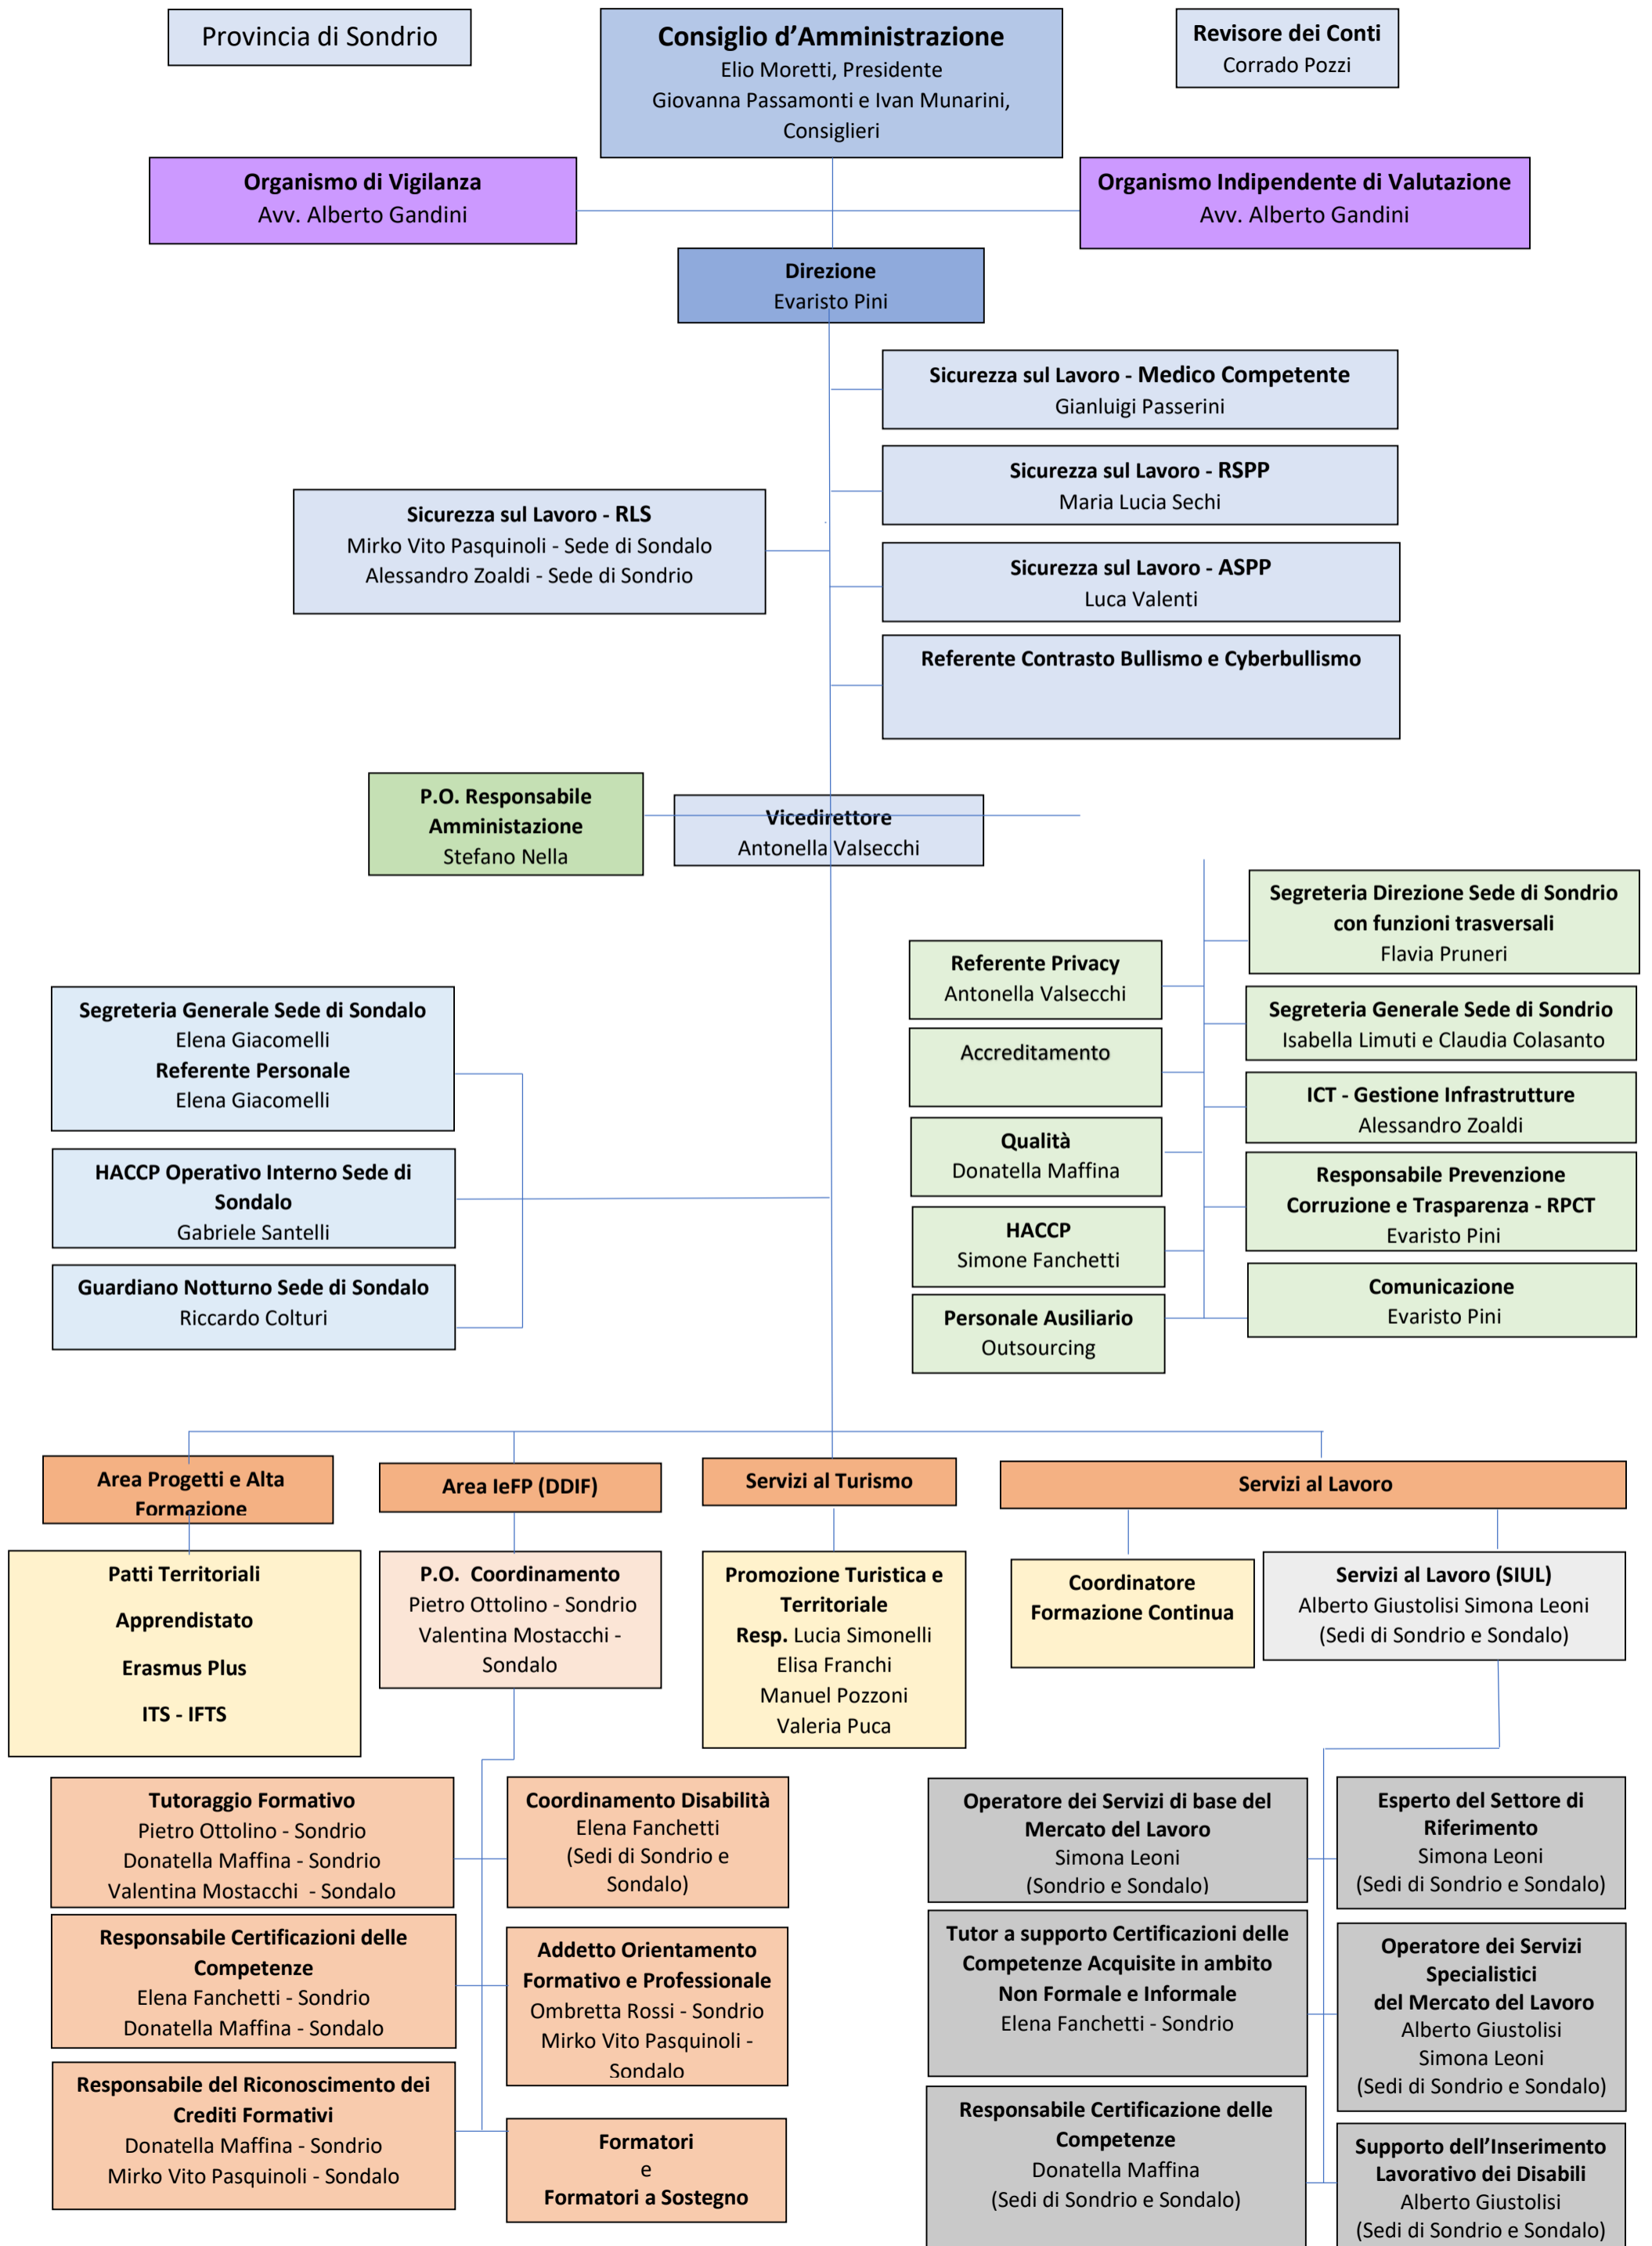 Provincia di Sondrio
Consiglio d’Amministrazione
Elio Moretti, Presidente
Giovanna Passamonti e Ivan Munarini,
Consiglieri
Revisore dei Conti
Corrado Pozzi
Organismo di Vigilanza
Avv. Alberto Gandini
Organismo Indipendente di Valutazione
Avv. Alberto Gandini
Direzione
Evaristo Pini
Sicurezza sul Lavoro - Medico Competente
Gianluigi Passerini
Sicurezza sul Lavoro - RSPP
Maria Lucia Sechi
Sicurezza sul Lavoro - RLS
Mirko Vito Pasquinoli - Sede di Sondalo
Alessandro Zoaldi - Sede di Sondrio
Sicurezza sul Lavoro - ASPP
Luca Valenti
Referente Contrasto Bullismo e Cyberbullismo
P.O. Responsabile
Amministazione
Stefano Nella
Vicedirettore
Antonella Valsecchi
Segreteria Direzione Sede di Sondrio
con funzioni trasversali
Flavia Pruneri
Referente Privacy
Antonella Valsecchi
Segreteria Generale Sede di Sondrio
Isabella Limuti e Claudia Colasanto
Accreditamento
ICT - Gestione Infrastrutture
Alessandro Zoaldi
Qualità
Donatella Maffina
Responsabile Prevenzione
Corruzione e Trasparenza - RPCT
Evaristo Pini
HACCP
Simone Fanchetti
Comunicazione
Evaristo Pini
Personale Ausiliario
Outsourcing
Segreteria Generale Sede di Sondalo
Elena Giacomelli
Referente Personale
Elena Giacomelli
HACCP Operativo Interno Sede di
Sondalo
Gabriele Santelli
Guardiano Notturno Sede di Sondalo
Riccardo Colturi
Area Progetti e Alta
Formazione
Area IeFP (DDIF)
Servizi al Turismo
Servizi al Lavoro
Patti Territoriali
Apprendistato
Erasmus Plus
ITS - IFTS
P.O. Coordinamento
Pietro Ottolino - Sondrio
Valentina Mostacchi -
Sondalo
Promozione Turistica e
Territoriale
Resp. Lucia Simonelli
Elisa Franchi
Manuel Pozzoni
Valeria Puca
Coordinatore
Formazione Continua
Servizi al Lavoro (SIUL)
Alberto Giustolisi Simona Leoni
(Sedi di Sondrio e Sondalo)
Tutoraggio Formativo
Pietro Ottolino - Sondrio
Donatella Maffina - Sondrio
Valentina Mostacchi - Sondalo
Coordinamento Disabilità
Elena Fanchetti
(Sedi di Sondrio e
Sondalo)
Responsabile Certificazioni delle
Competenze
Elena Fanchetti - Sondrio
Donatella Maffina - Sondalo
Addetto Orientamento
Formativo e Professionale
Ombretta Rossi - Sondrio
Mirko Vito Pasquinoli -
Sondalo
Responsabile del Riconoscimento dei
Crediti Formativi
Donatella Maffina - Sondrio
Mirko Vito Pasquinoli - Sondalo
Formatori
e
Formatori a Sostegno
Operatore dei Servizi di base del
Mercato del Lavoro
Simona Leoni
(Sondrio e Sondalo)
Esperto del Settore di
Riferimento
Simona Leoni
(Sedi di Sondrio e Sondalo)
Tutor a supporto Certificazioni delle
Competenze Acquisite in ambito
Non Formale e Informale
Elena Fanchetti - Sondrio
Operatore dei Servizi
Specialistici
del Mercato del Lavoro
Alberto Giustolisi
Simona Leoni
(Sedi di Sondrio e Sondalo)
Responsabile Certificazione delle
Competenze
Donatella Maffina
(Sedi di Sondrio e Sondalo)
Supporto dell’Inserimento
Lavorativo dei Disabili
Alberto Giustolisi
(Sedi di Sondrio e Sondalo)